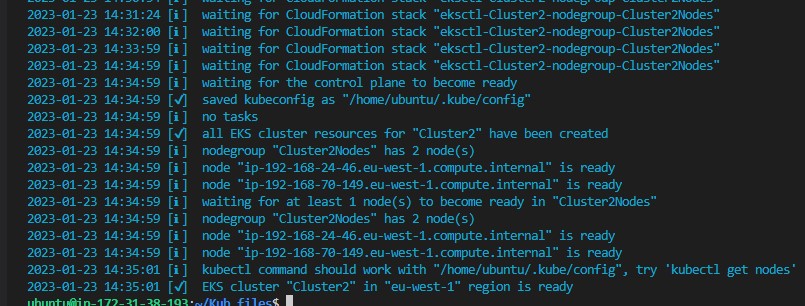 2023-01-23 14:31:24 [ℹ]  waiting for CloudFormation stack "eksctl-Cluster2-nodegroup-Cluster2Nodes"
2023-01-23 14:32:00 [ℹ]  waiting for CloudFormation stack "eksctl-Cluster2-nodegroup-Cluster2Nodes"
2023-01-23 14:33:59 [ℹ]  waiting for CloudFormation stack "eksctl-Cluster2-nodegroup-Cluster2Nodes"
2023-01-23 14:34:59 [ℹ]  waiting for CloudFormation stack "eksctl-Cluster2-nodegroup-Cluster2Nodes"
2023-01-23 14:34:59 [ℹ]  waiting for the control plane to become ready
2023-01-23 14:34:59 [✔]  saved kubeconfig as "/home/ubuntu/.kube/config"
2023-01-23 14:34:59 [ℹ]  no tasks
2023-01-23 14:34:59 [✔]  all EKS cluster resources for "Cluster2" have been created
2023-01-23 14:34:59 [ℹ]  nodegroup "Cluster2Nodes" has 2 node(s)
2023-01-23 14:34:59 [ℹ]  node "ip-192-168-24-46.eu-west-1.compute.internal" is ready
2023-01-23 14:34:59 [ℹ]  node "ip-192-168-70-149.eu-west-1.compute.internal" is ready
2023-01-23 14:34:59 [ℹ]  waiting for at least 1 node(s) to become ready in "Cluster2Nodes"
2023-01-23 14:34:59 [ℹ]  nodegroup "Cluster2Nodes" has 2 node(s)
2023-01-23 14:34:59 [ℹ]  node "ip-192-168-24-46.eu-west-1.compute.internal" is ready
2023-01-23 14:34:59 [ℹ]  node "ip-192-168-70-149.eu-west-1.compute.internal" is ready
2023-01-23 14:35:01 [ℹ]  kubectl command should work with "/home/ubuntu/.kube/config", try 'kubectl get nodes'
2023-01-23 14:35:01 [✔]  EKS cluster "Cluster2" in "eu-west-1" region is ready
ubuntu@ip-172-31-38-193:~/Kub_files$